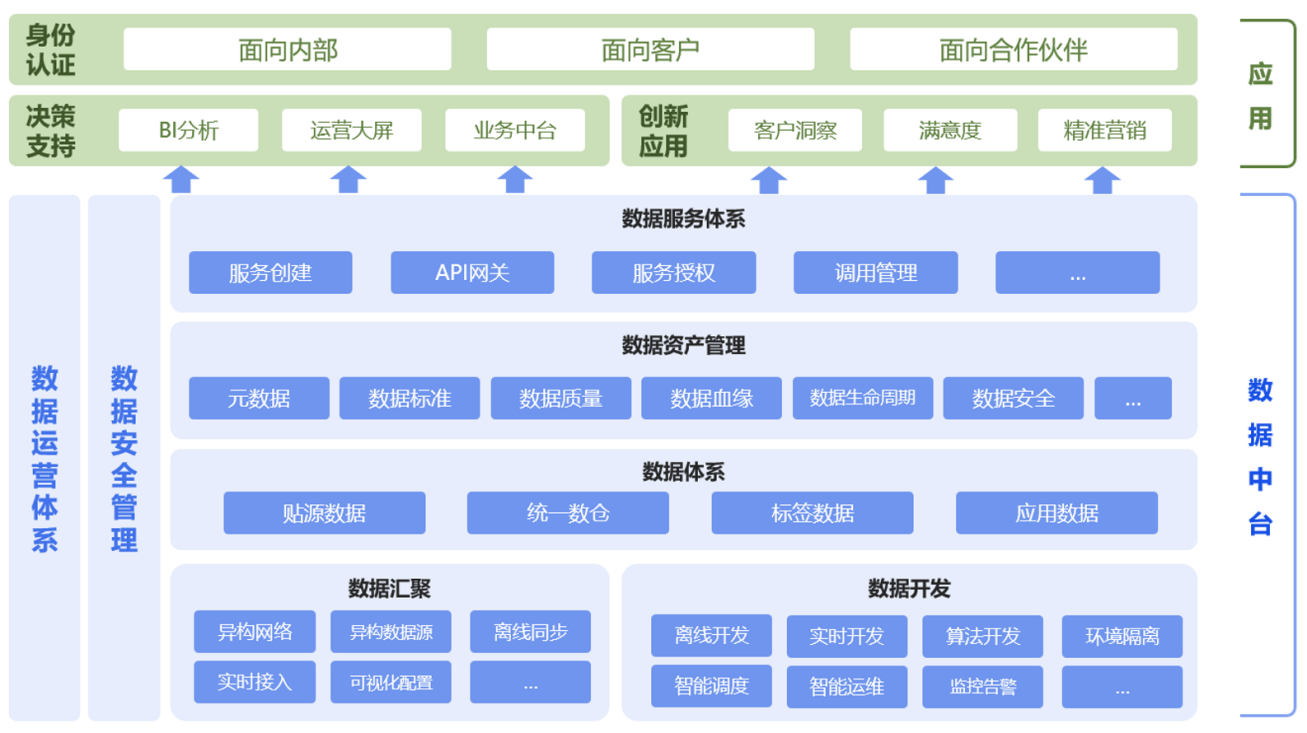 身份
认证
面向内部
面向客户
面向合作伙伴
决策
支持
BI分析
运营大屏
业务中台
创新
应用
客户洞察
满意度
精准营销
应用
数据运营体系
数据安全管理
数据服务体系
服务创建
API网关
服务授权
调用管理
...
数据资产管理
元数据
数据标准
数据质量
数据血缘
数据生命周期
数据安全
...
数据体系
贴源数据
统一数仓
标签数据
应用数据
数据汇聚
异构网络
异构数据源
离线同步
实时接入
可视化配置
...
数据开发
离线开发
实时开发
算法开发
环境隔离
智能调度
智能运维
监控告警
...
数据中台